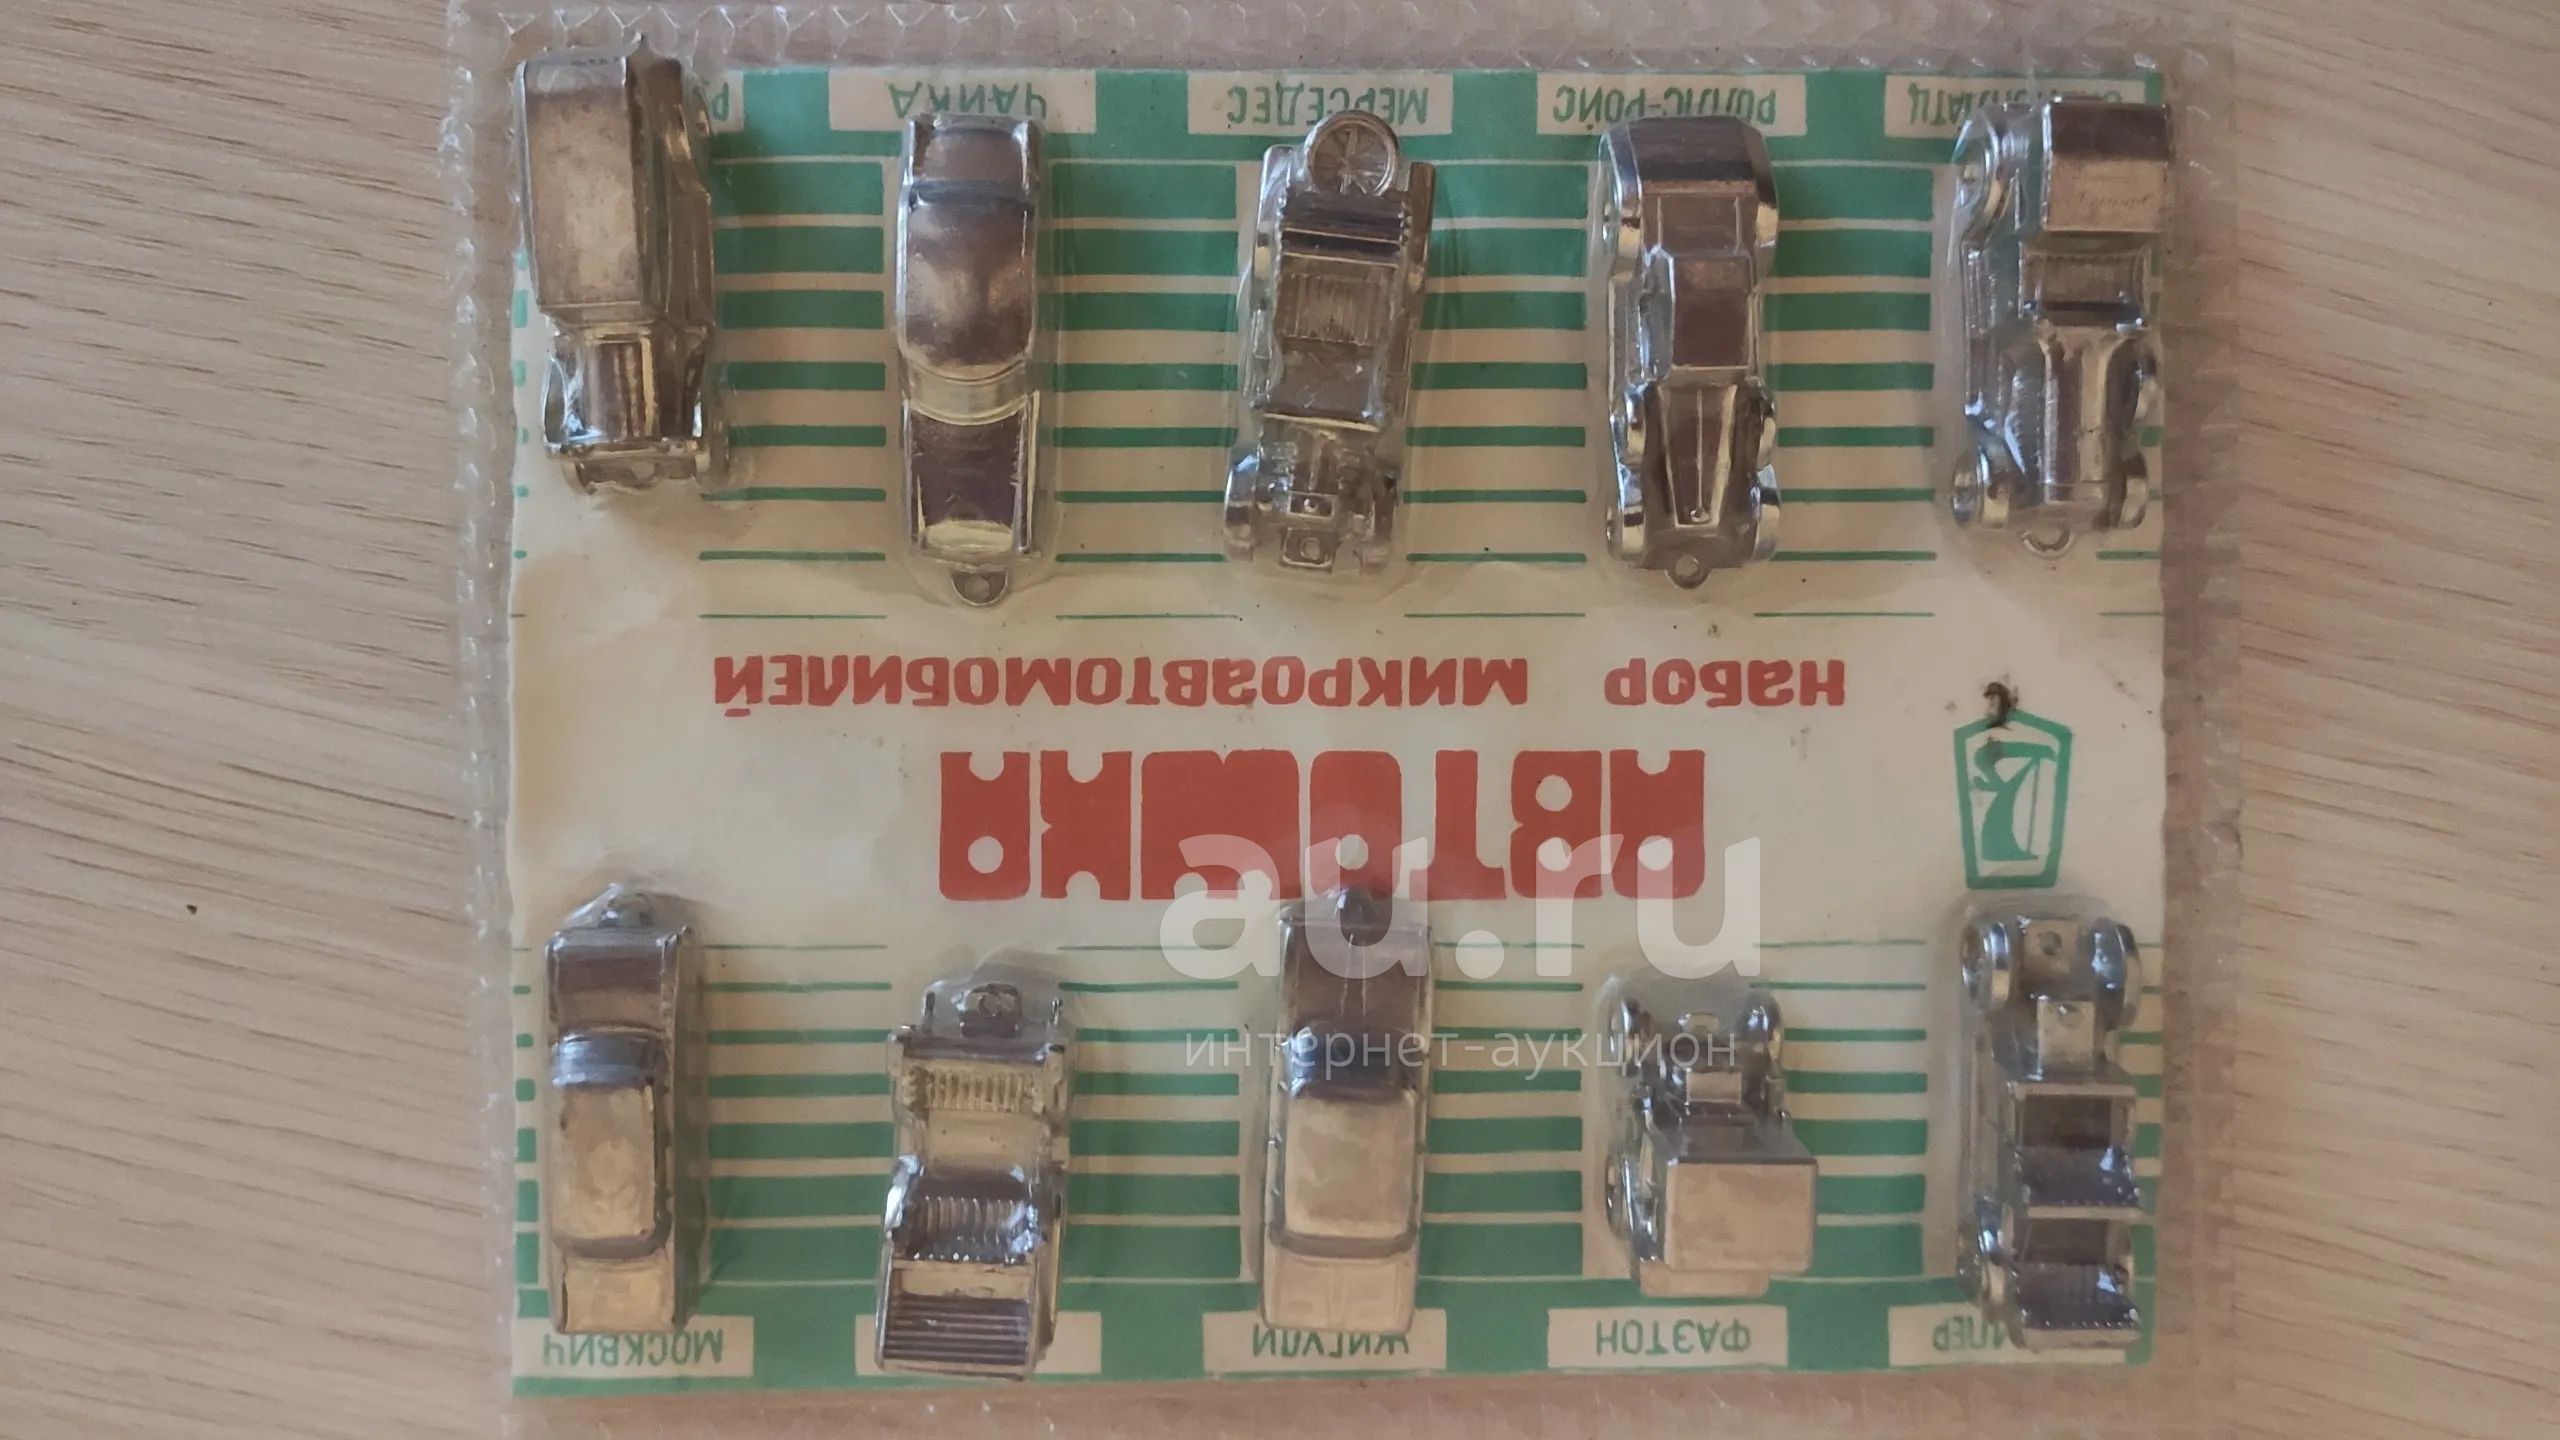 ФАЭТОН
ЖИГУЛИ
МОСКВИЧ
АВТОШКА
набор микроавтомобилей
РОЛЛС-РОЙС
МЕРСЕДЕС
ЧАЙКА
au.ru
интернет-аукцион